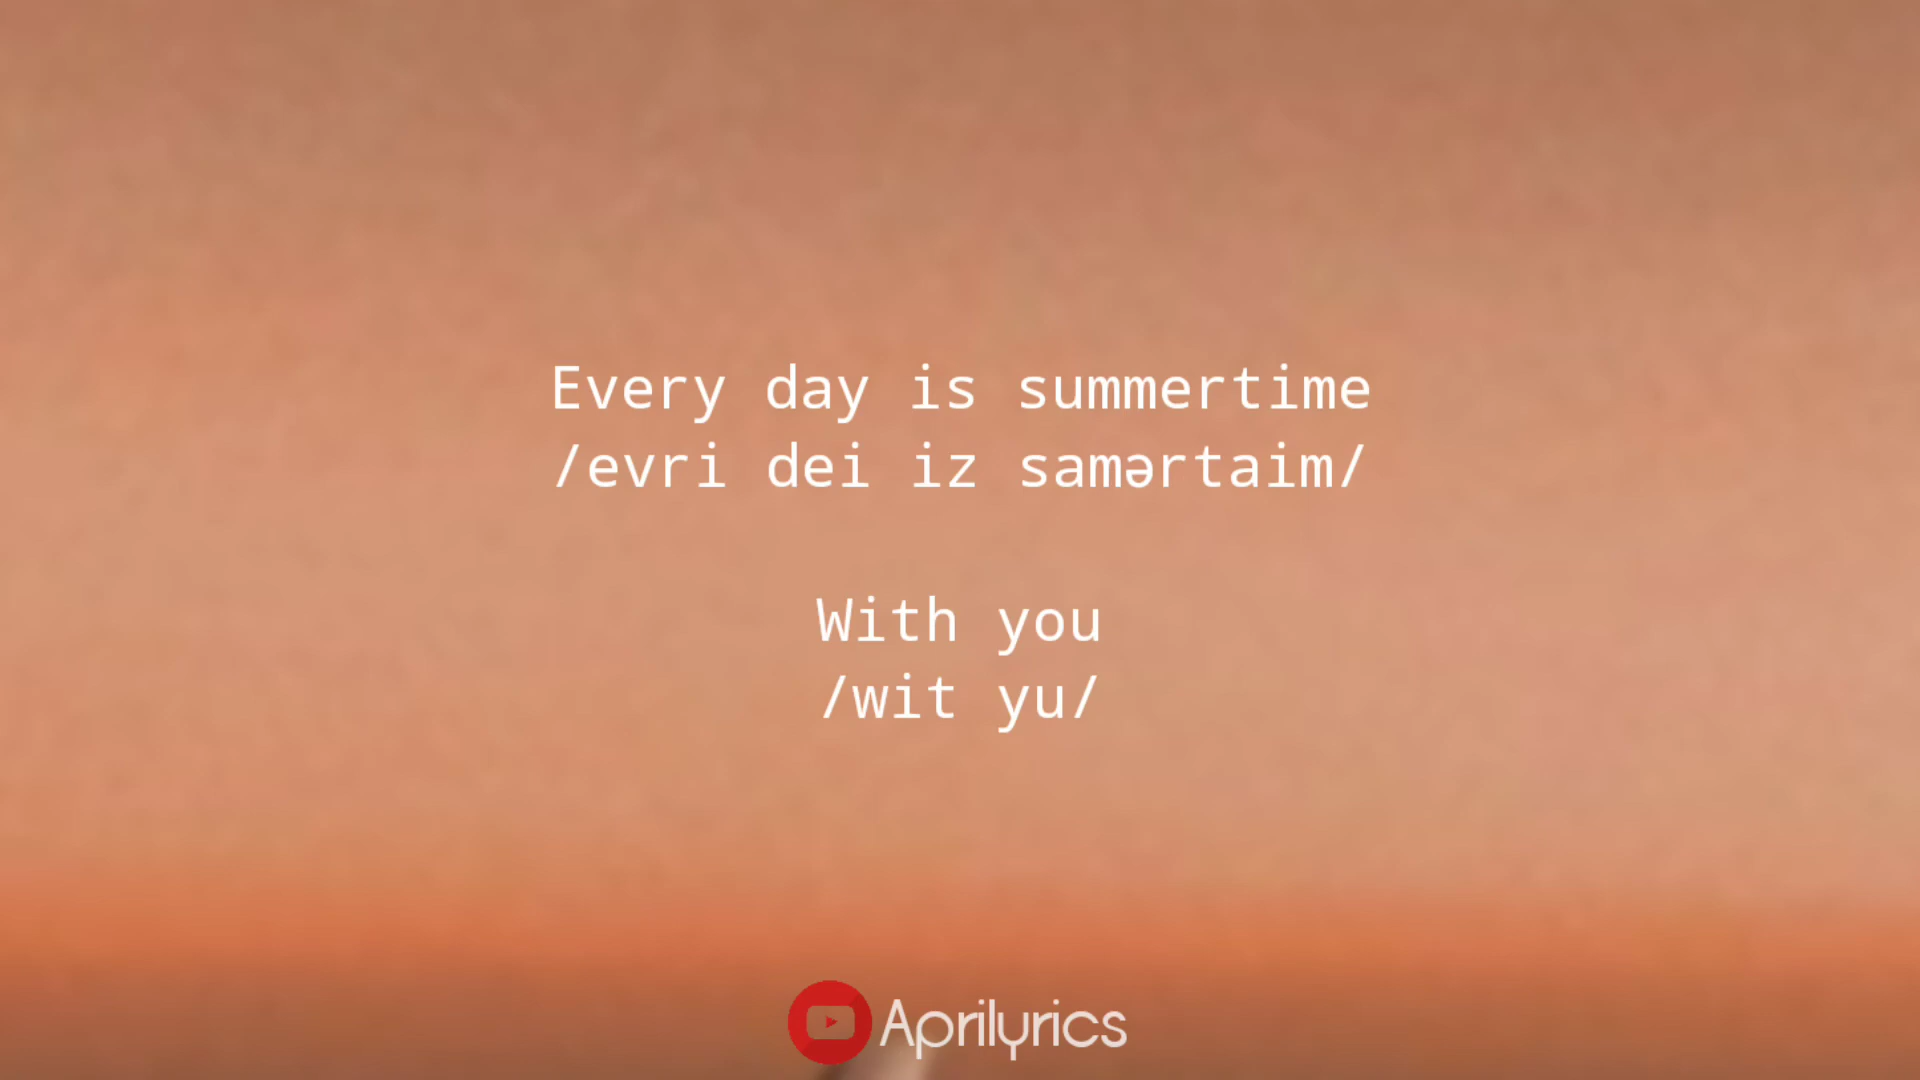 Every day is summertime
/evri dei iz samərtaim/
With you
/wit yu/
Aprilyrics